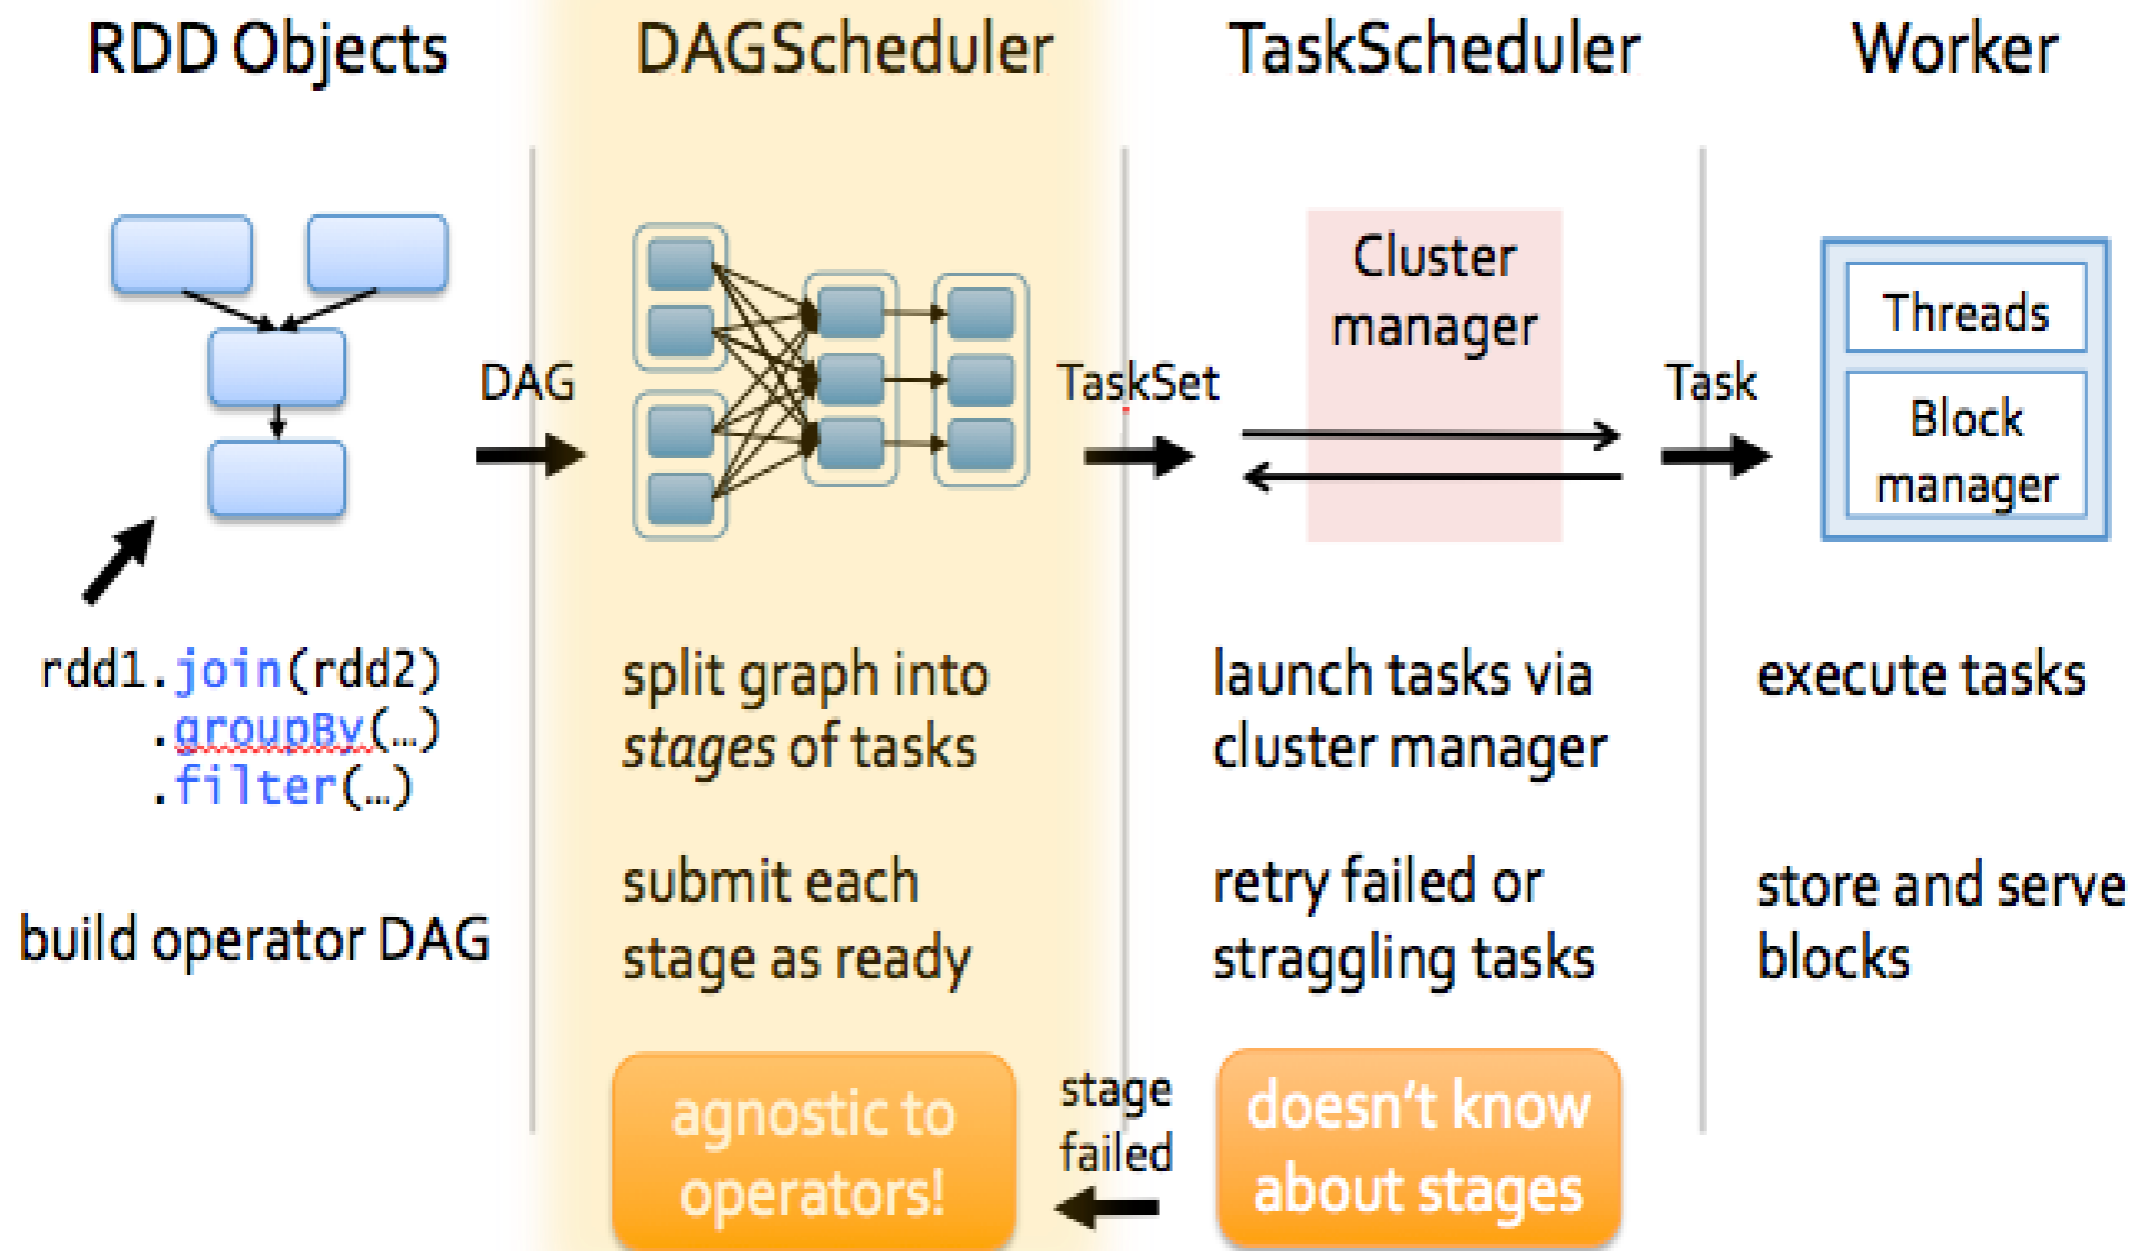 RDD Objects
DAGScheduler
TaskScheduler
Worker
DAG
TaskSet
Cluster
manager
Task
Threads
Block
manager
rdd1.join(rdd2)
.groupBy(…)
.filter(…)
build operator DAG
split graph into
stages of tasks
submit each
stage as ready
agnostic to
operators!
launch tasks via
cluster manager
retry failed or
straggling tasks
stage
failed
doesn’t know
about stages
execute tasks
store and serve
blocks